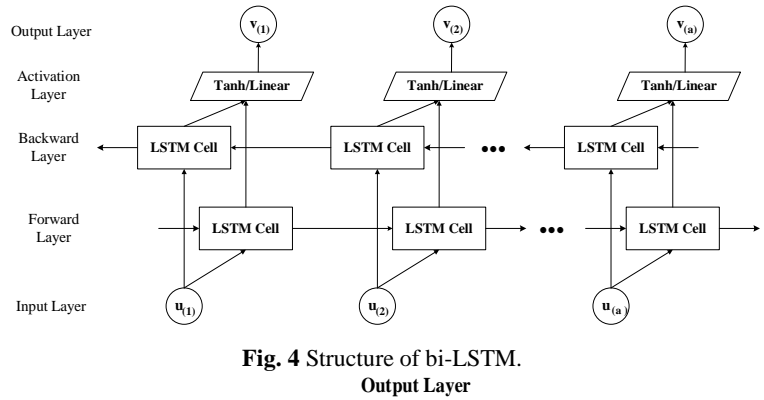 Output Layer v(1) v(2) v(a)
Activation Layer Tanh/Linear Tanh/Linear Tanh/Linear
Backward Layer LSTM Cell LSTM Cell ••• LSTM Cell
Forward Layer LSTM Cell LSTM Cell ••• LSTM Cell
Input Layer u(1) u(2) u(a)
Fig. 4 Structure of bi-LSTM.
Output Layer